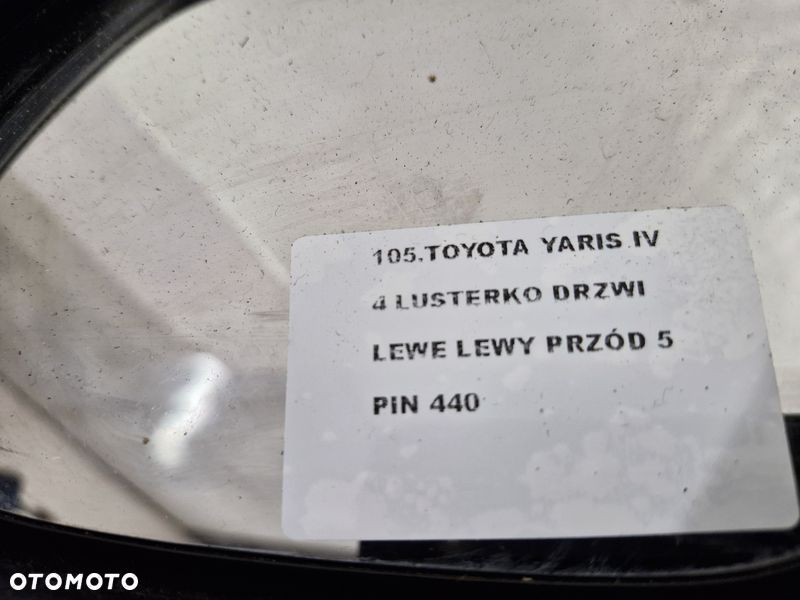 105.TOYOTA YARIS IV
4 LUSTERKO DRZWI
LEWE LEWY PRZÓD 5
PIN 440
OTOMOTO